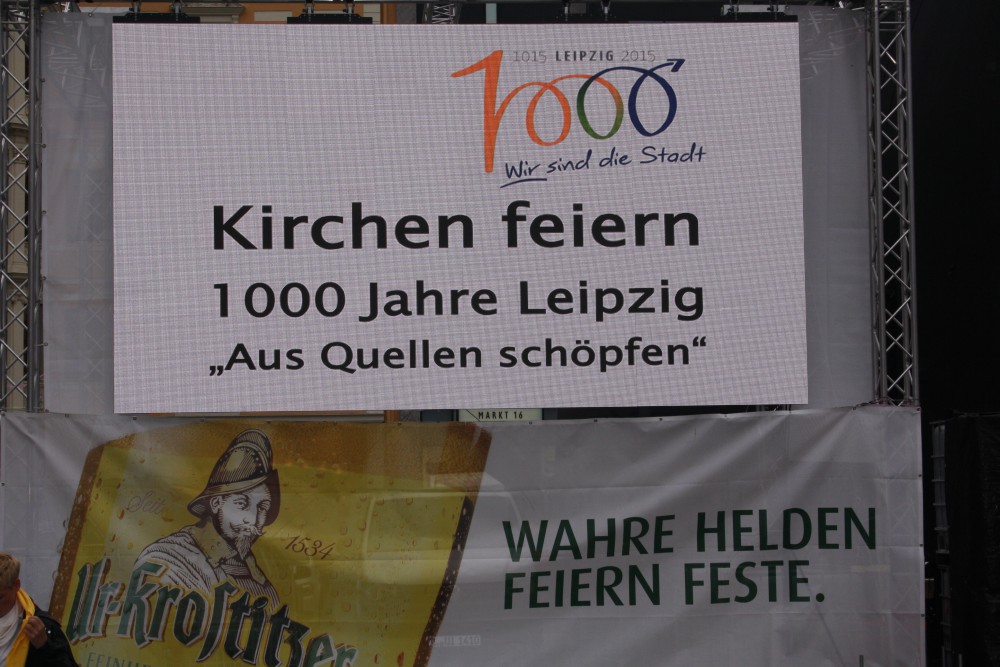 1015 LEIPZIG 2015
1000
Wir sind die Stadt
Kirchen feiern
1000 Jahre Leipzig
„Aus Quellen schöpfen“
MARKT 16
Seit
1534
Ur-Krostitzer
WAHRE HELDEN
FEIERN FESTE.